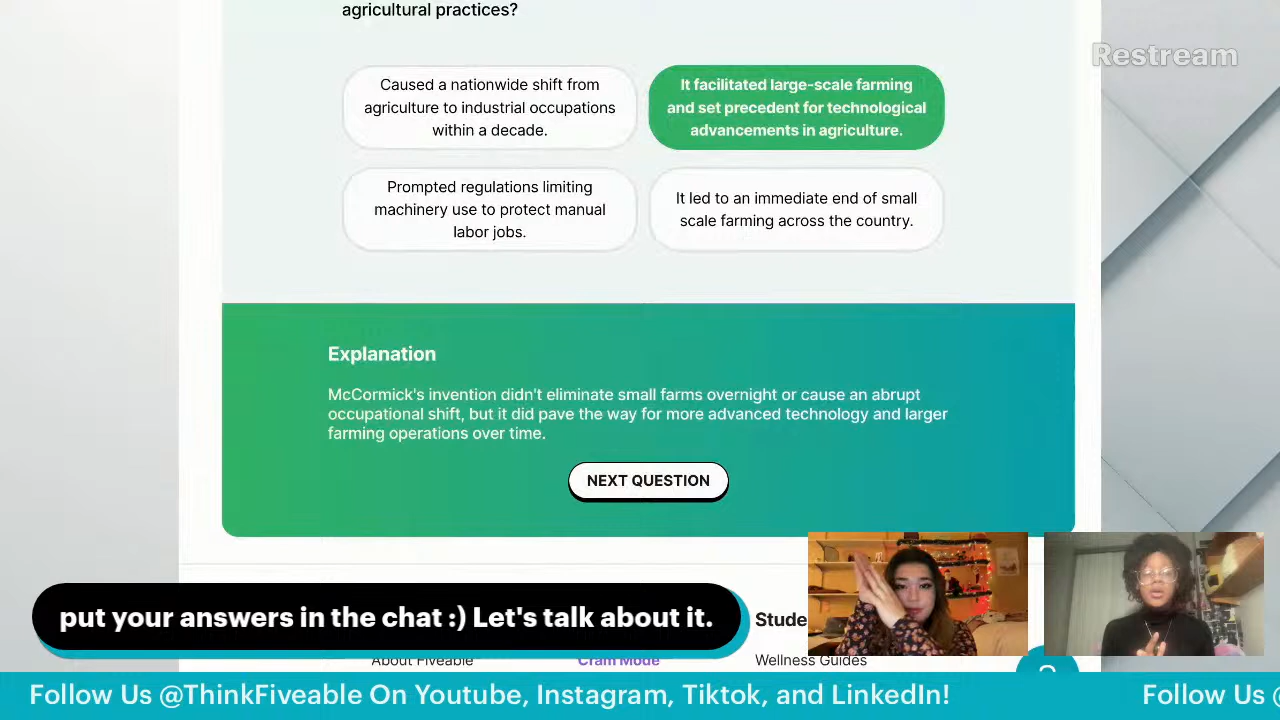 agricultural practices?
Restream
Caused a nationwide shift from
agriculture to industrial occupations
within a decade.
It facilitated large-scale farming
and set precedent for technological
advancements in agriculture.
Prompted regulations limiting
machinery use to protect manual
labor jobs.
It led to an immediate end of small
scale farming across the country.
Explanation
McCormick's invention didn't eliminate small farms overnight or cause an abrupt
occupational shift, but it did pave the way for more advanced technology and larger
farming operations over time.
NEXT QUESTION
put your answers in the chat :) Let's talk about it.
Stude
About Fiveable
Cram Mode
Wellness Guides
?
Follow Us @ThinkFiveable On Youtube, Instagram, Tiktok, and LinkedIn!
Follow Us @